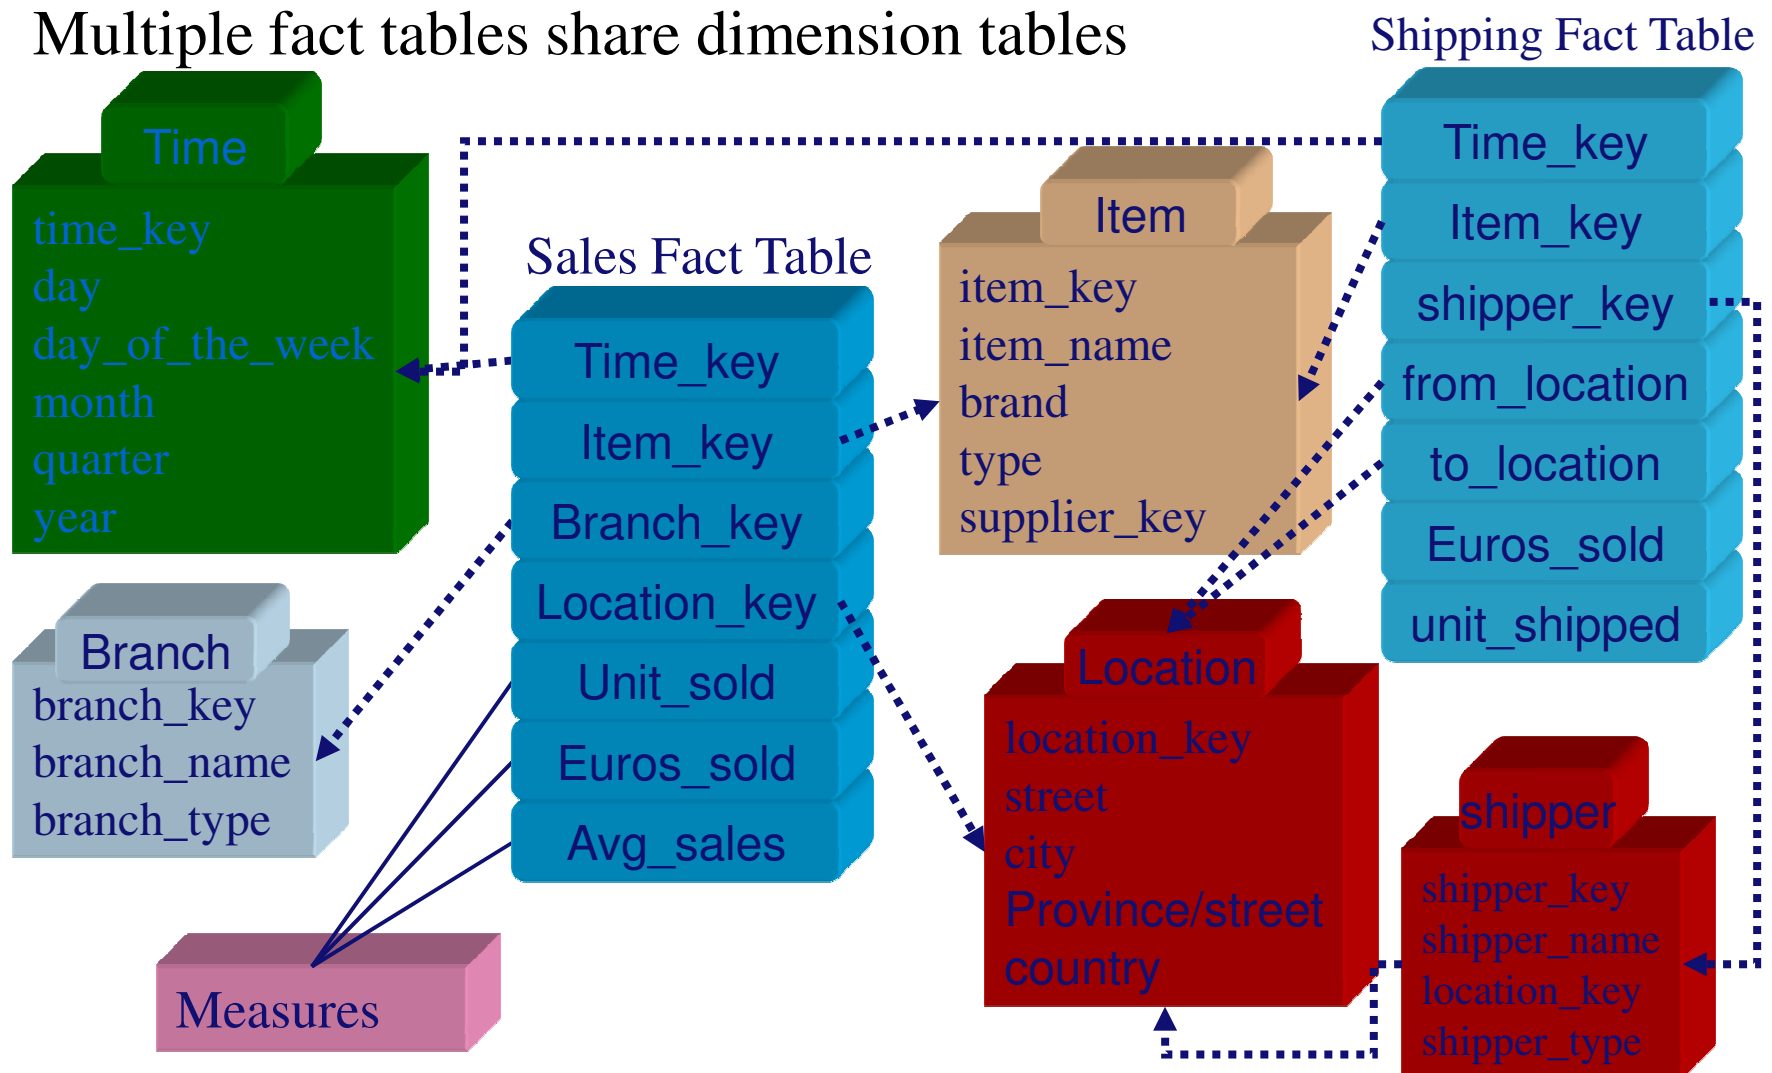 Multiple fact tables share dimension tables
Shipping Fact Table
Time
time_key
day
day_of_the_week
month
quarter
year
Sales Fact Table
Time_key
Item_key
Branch_key
Location_key
Unit_sold
Euros_sold
Avg_sales
Item
item_key
item_name
brand
type
supplier_key
Time_key
Item_key
shipper_key
from_location
to_location
Euros_sold
unit_shipped
Branch
branch_key
branch_name
branch_type
Location
location_key
street
city
Province/street
country
shipper
shipper_key
shipper_name
location_key
shipper_type
Measures